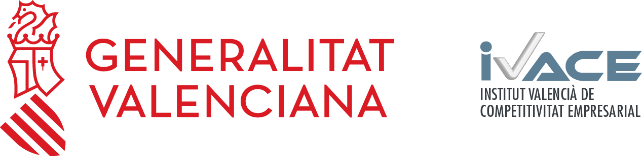 GENERALITAT
VALENCIANA
iVACE
INSTITUT VALENCIÀ DE
COMPETITIVITAT EMPRESARIAL